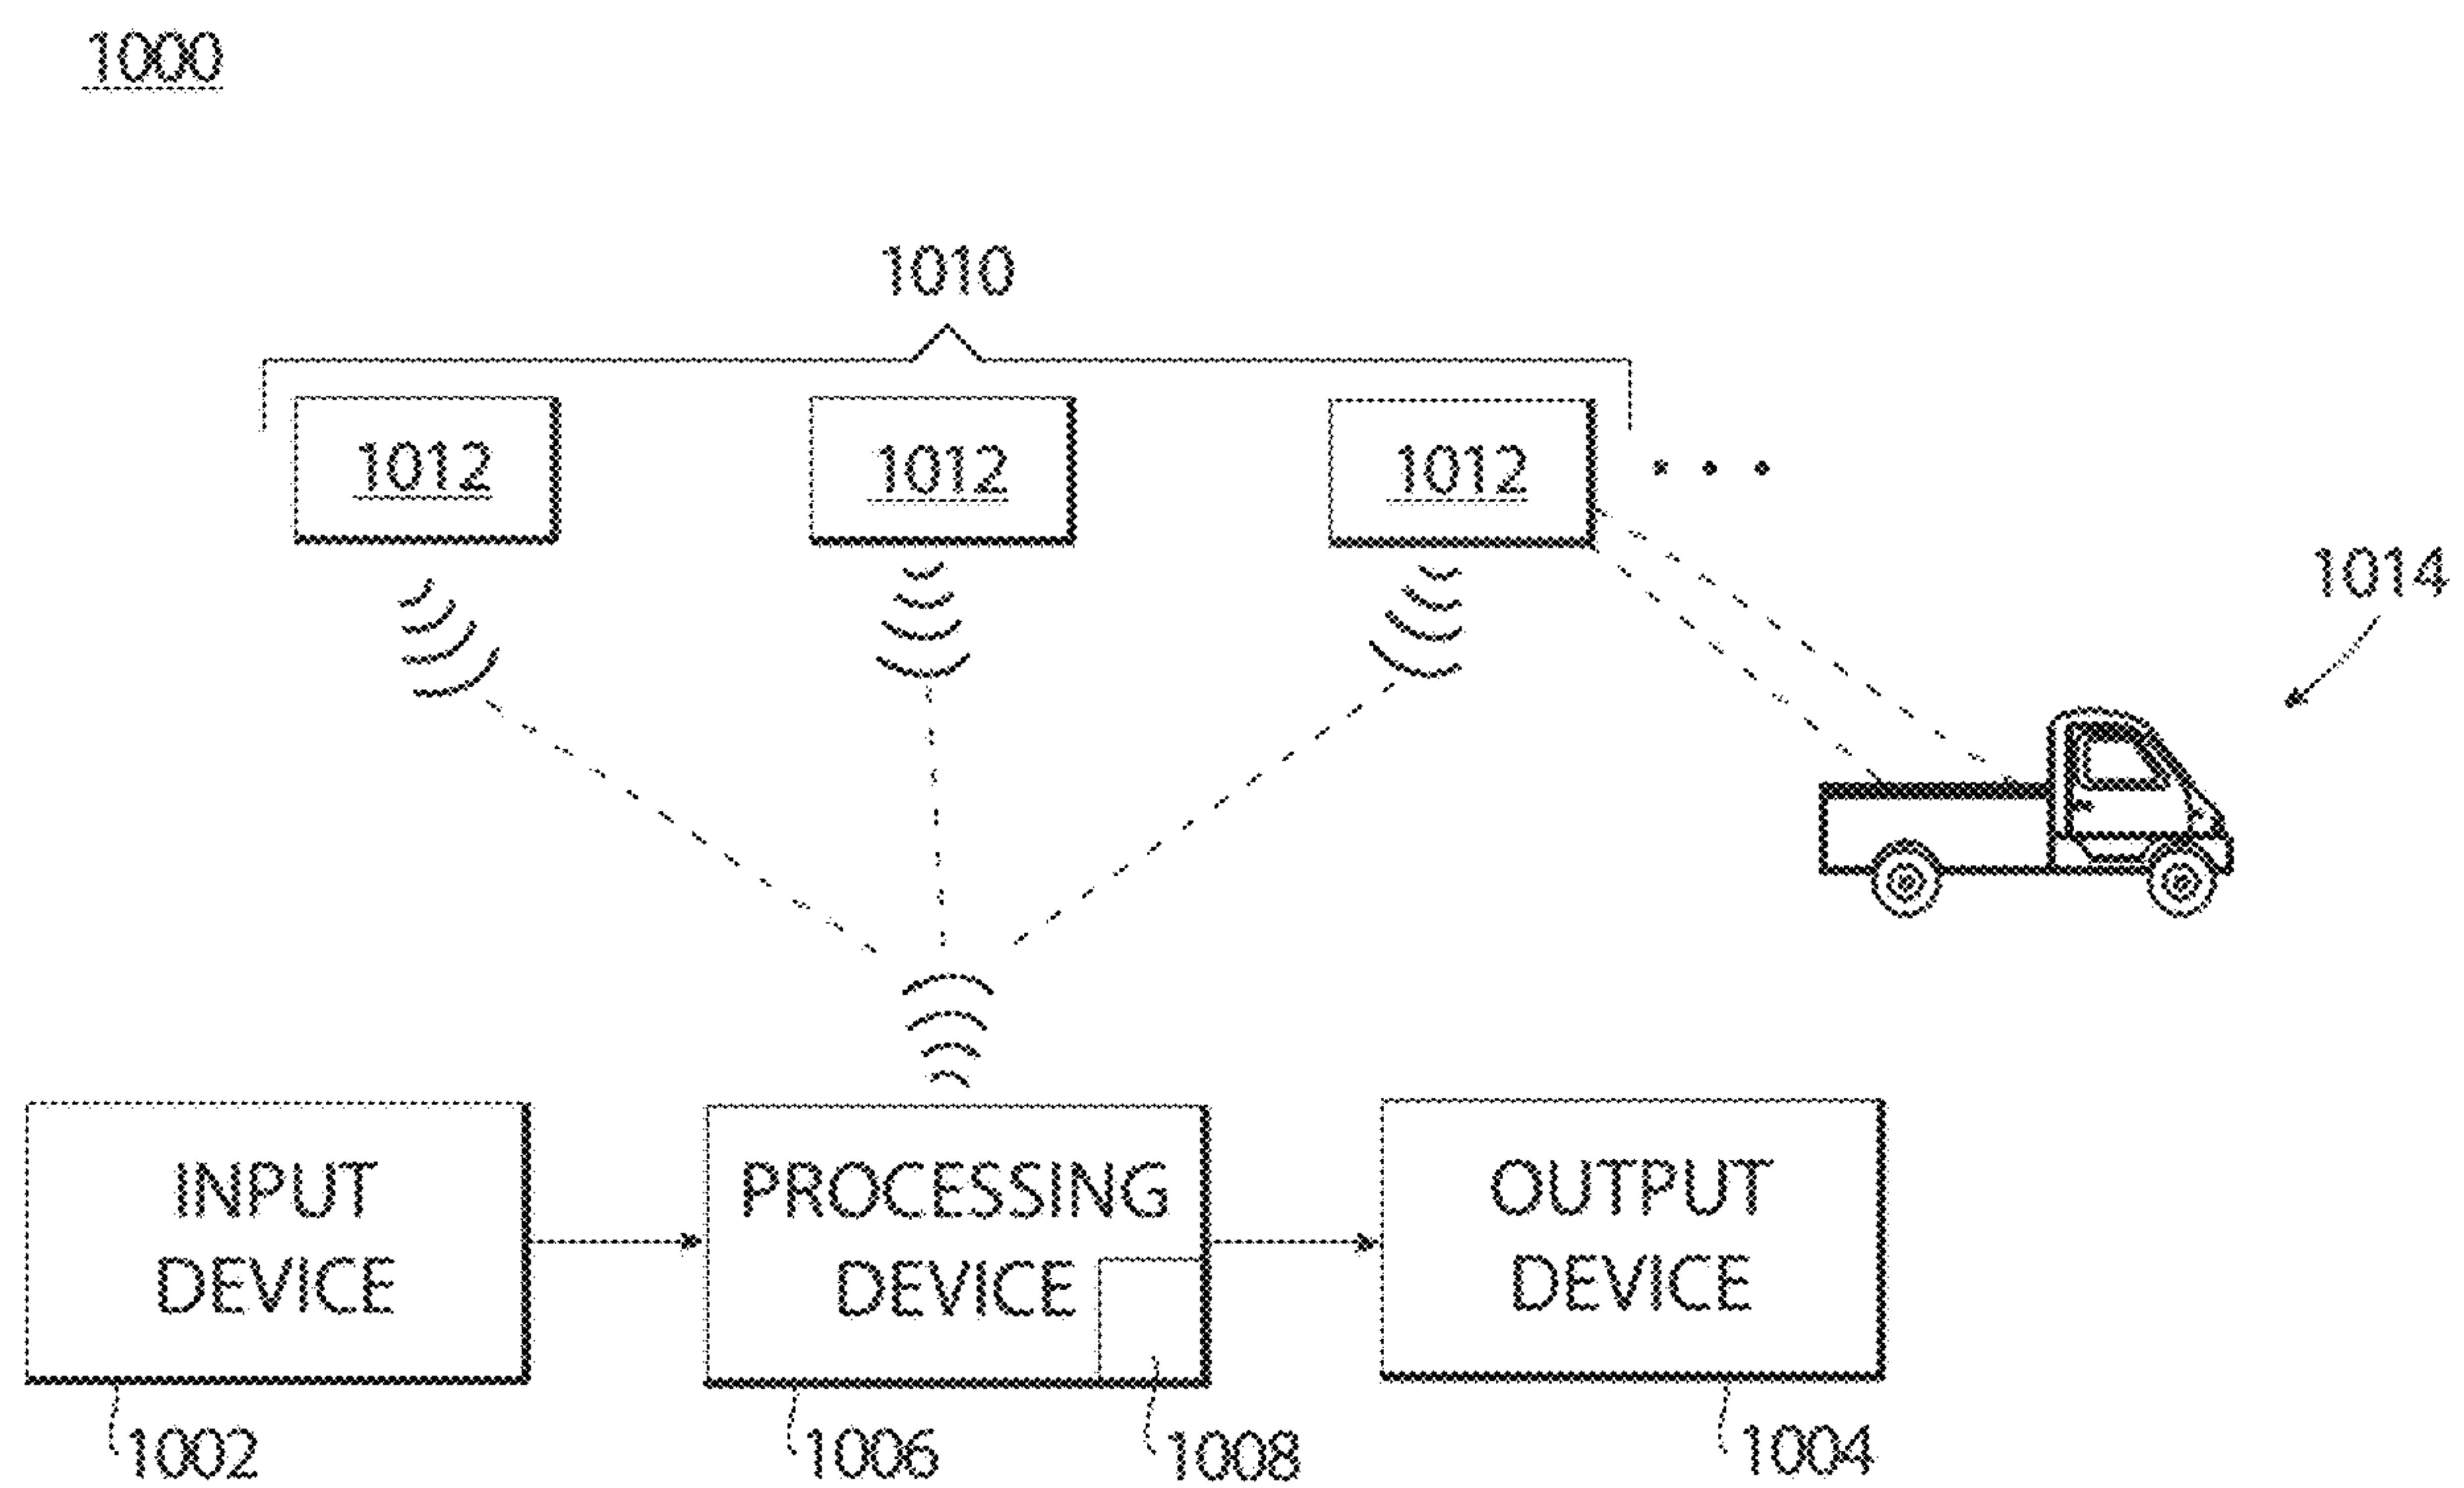 1000
1010
1012 1012 1012
1014
INPUT
DEVICE
PROCESSING
DEVICE
OUTPUT
DEVICE
1002 1006 1008 1004